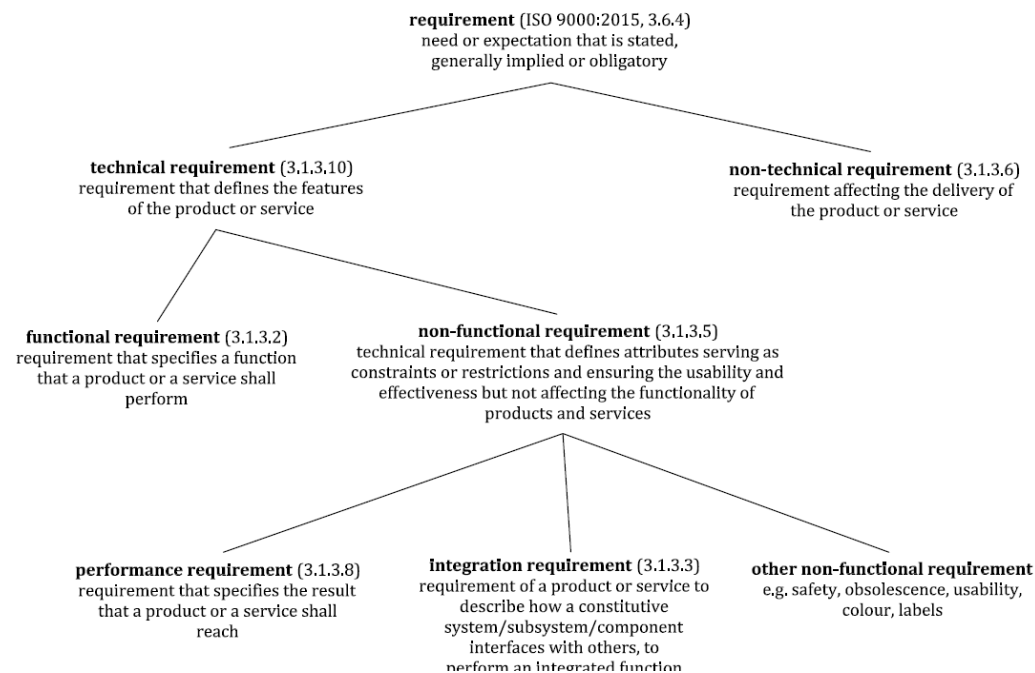 requirement (ISO 9000:2015, 3.6.4)
need or expectation that is stated,
generally implied or obligatory
technical requirement (3.1.3.10)
requirement that defines the features
of the product or service
non-technical requirement (3.1.3.6)
requirement affecting the delivery of
the product or service
functional requirement (3.1.3.2)
requirement that specifies a function
that a product or a service shall
perform
non-functional requirement (3.1.3.5)
technical requirement that defines attributes serving as
constraints or restrictions and ensuring the usability and
effectiveness but not affecting the functionality of
products and services
performance requirement (3.1.3.8)
requirement that specifies the result
that a product or a service shall
reach
integration requirement (3.1.3.3)
requirement of a product or service to
describe how a constitutive
system/subsystem/component
interfaces with others, to
perform an integrated function
other non-functional requirement
e.g. safety, obsolescence, usability,
colour, labels